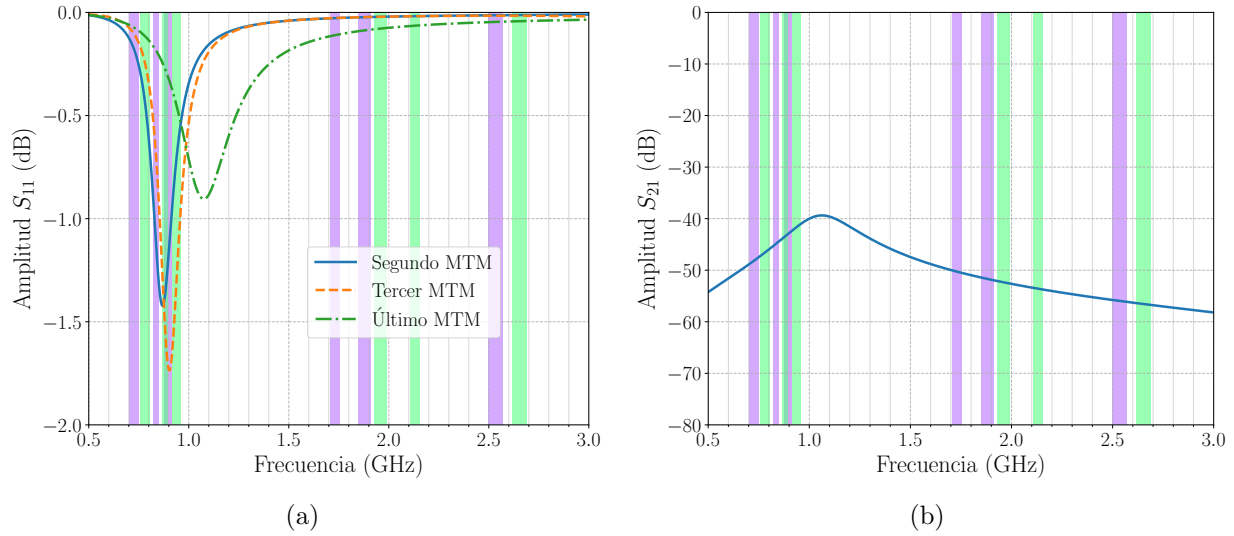 0.0
−0.5
−1.0
−1.5
−2.0
Amplitud S11 (dB)
Segundo MTM
Tercer MTM
Último MTM
0.5 1.0 1.5 2.0 2.5 3.0
Frecuencia (GHz)
(a)
0
−10
−20
−30
−40
−50
−60
−70
−80
Amplitud S21 (dB)
0.5 1.0 1.5 2.0 2.5 3.0
Frecuencia (GHz)
(b)